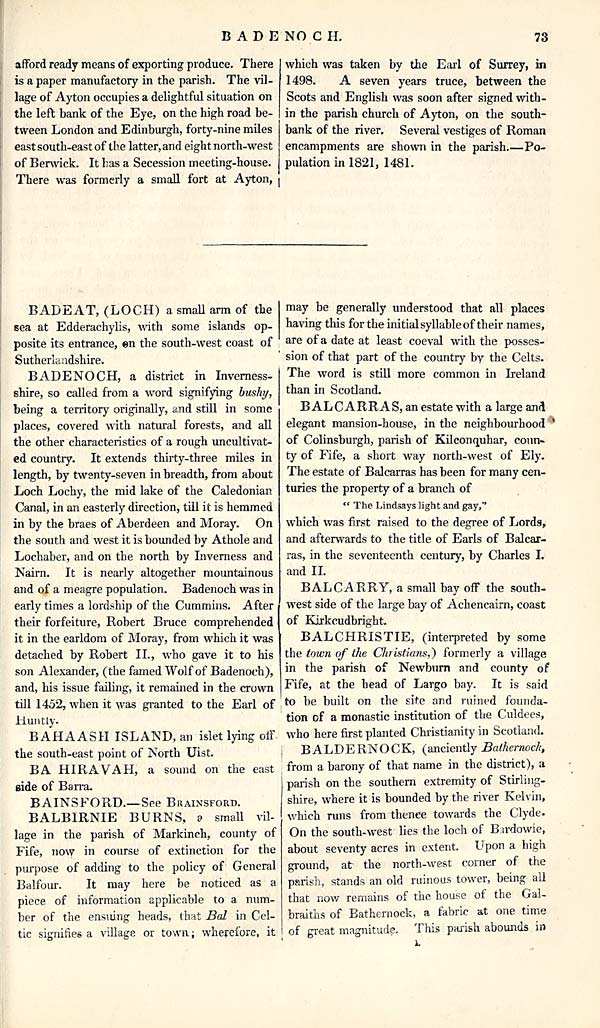 BADENOCH.
73
afford ready means of exporting produce. There
is a paper manufactory in the parish. The vil-
lage of Ayton occupies a delightful situation on
the left bank of the Eye, on the high road be-
tween London and Edinburgh, forty-nine miles
east south-east of the latter, and eight north-west
of Berwick. It has a Secession meeting-house.
There was formerly a small fort at Ayton,
which was taken by the Earl of Surrey, in
1498. A seven years truce, between the
Scots and English was soon after signed with-
in the parish church of Ayton, on the south-
bank of the river. Several vestiges of Roman
encampments are shown in the parish.—Po-
pulation in 1821, 1481.
BADEAT, (LOCH) a small arm of the
sea at Edderachylis, with some islands op-
posite its entrance, on the south-west coast of
Sutherlandshire.
BADENOCH, a district in Inverness-
shire, so called from a word signifying bushy,
being a territory originally, and still in some
places, covered with natural forests, and all
the other characteristics of a rough uncultivat-
ed country. It extends thirty-three miles in
length, by twenty-seven in breadth, from about
Loch Lochy, the mid lake of the Caledonian
Canal, in an easterly direction, till it is hemmed
in by the braes of Aberdeen and Moray. On
the south and west it is bounded by Athole and
Lochaber, and on the north by Inverness and
Nairn. It is nearly altogether mountainous
and of a meagre population. Badenoch was in
early times a lordship of the Cummins. After
their forfeiture, Robert Bruce comprehended
it in the earldom of Moray, from which it was
detached by Robert II., who gave it to his
son Alexander, (the famed Wolf of Badenoch),
and, his issue failing, it remained in the crown
till 1452, when it was granted to the Earl of
Huntly.
BAHAASH ISLAND, an islet lying off
the south-east point of North Uist.
BA HIRAVAH, a sound on the east
side of Barra.
BAINSFORD.—See BRAINSFORD.
BALBIRNIE BURNS, a small vil-
lage in the parish of Markinch, county of
Fife, now in course of extinction for the
purpose of adding to the policy of General
Balfour. It may here be noticed as a
piece of information applicable to a num-
ber of the ensuing heads, that Bal in Cel-
tic signifies a village or town; wherefore, it
may be generally understood that all places
having this for the initial syllable of their names,
are of a date at least coeval with the posses-
sion of that part of the country by the Celts.
The word is still more common in Ireland
than in Scotland.
BALCARRAS, an estate with a large and
elegant mansion-house, in the neighbourhood
of Colinsburgh, parish of Kilconquhar, coun-
ty of Fife, a short way north-west of Ely.
The estate of Balcarras has been for many cen-
turies the property of a branch of
"The Lindsays light and gay,"
which was first raised to the degree of Lords,
and afterwards to the title of Earls of Balcar-
ras, in the seventeenth century, by Charles I.
and II.
BALCARRY, a small bay off the south-
west side of the large bay of Achencairn, coast
of Kirkcudbright.
BALCHRISTIE, (interpreted by some
the town of the Christians,) formerly a village
in the parish of Newburn and county of
Fife, at the head of Largo bay. It is said
to be built on the site and ruined founda-
tion of a monastic institution of the Culdees,
who here first planted Christianity in Scotland.
BALDERNOCK, (anciently Bathernock,
from a barony of that name in the district), a
parish on the southern extremity of Stirling-
shire, where it is bounded by the river Kelvin,
which runs from thence towards the Clyde.
On the south-west lies the loch of Bardowie,
about seventy acres in extent. Upon a high
ground, at the north-west corner of the
parish, stands an old ruinous tower, being all
that now remains of the house of the Gal-
braiths of Bathernock, a fabric at one time
of great magnitude. This parish abounds in
L